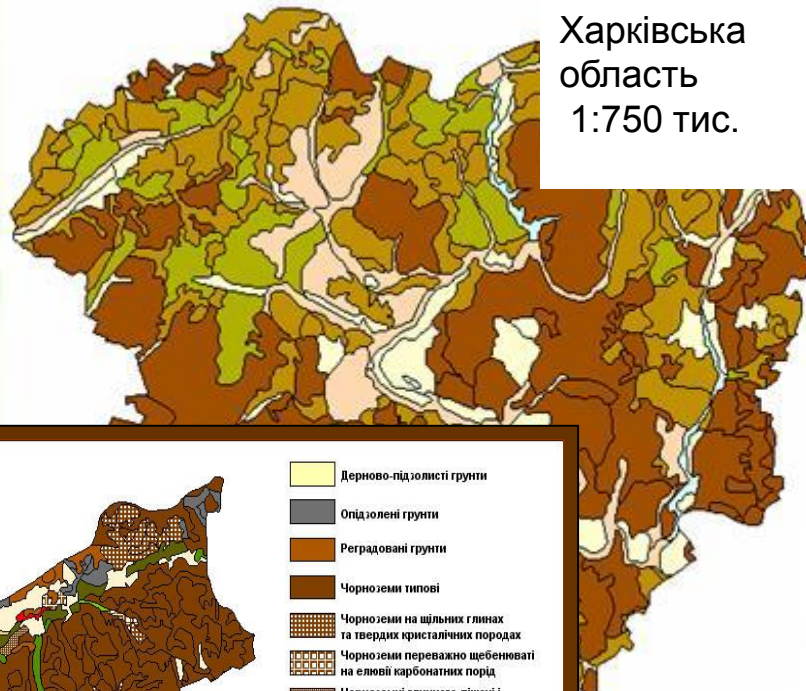 Харківська
область
1:750 тис.
Дерново-підзолисті грунти
Опідзолені грунти
Реградовані грунти
Чорноземи типові
Чорноземи на щільних глинах
та твердих кристалічних породах
Чорноземи переважно щебенюваті
на елювії карбонатних порід